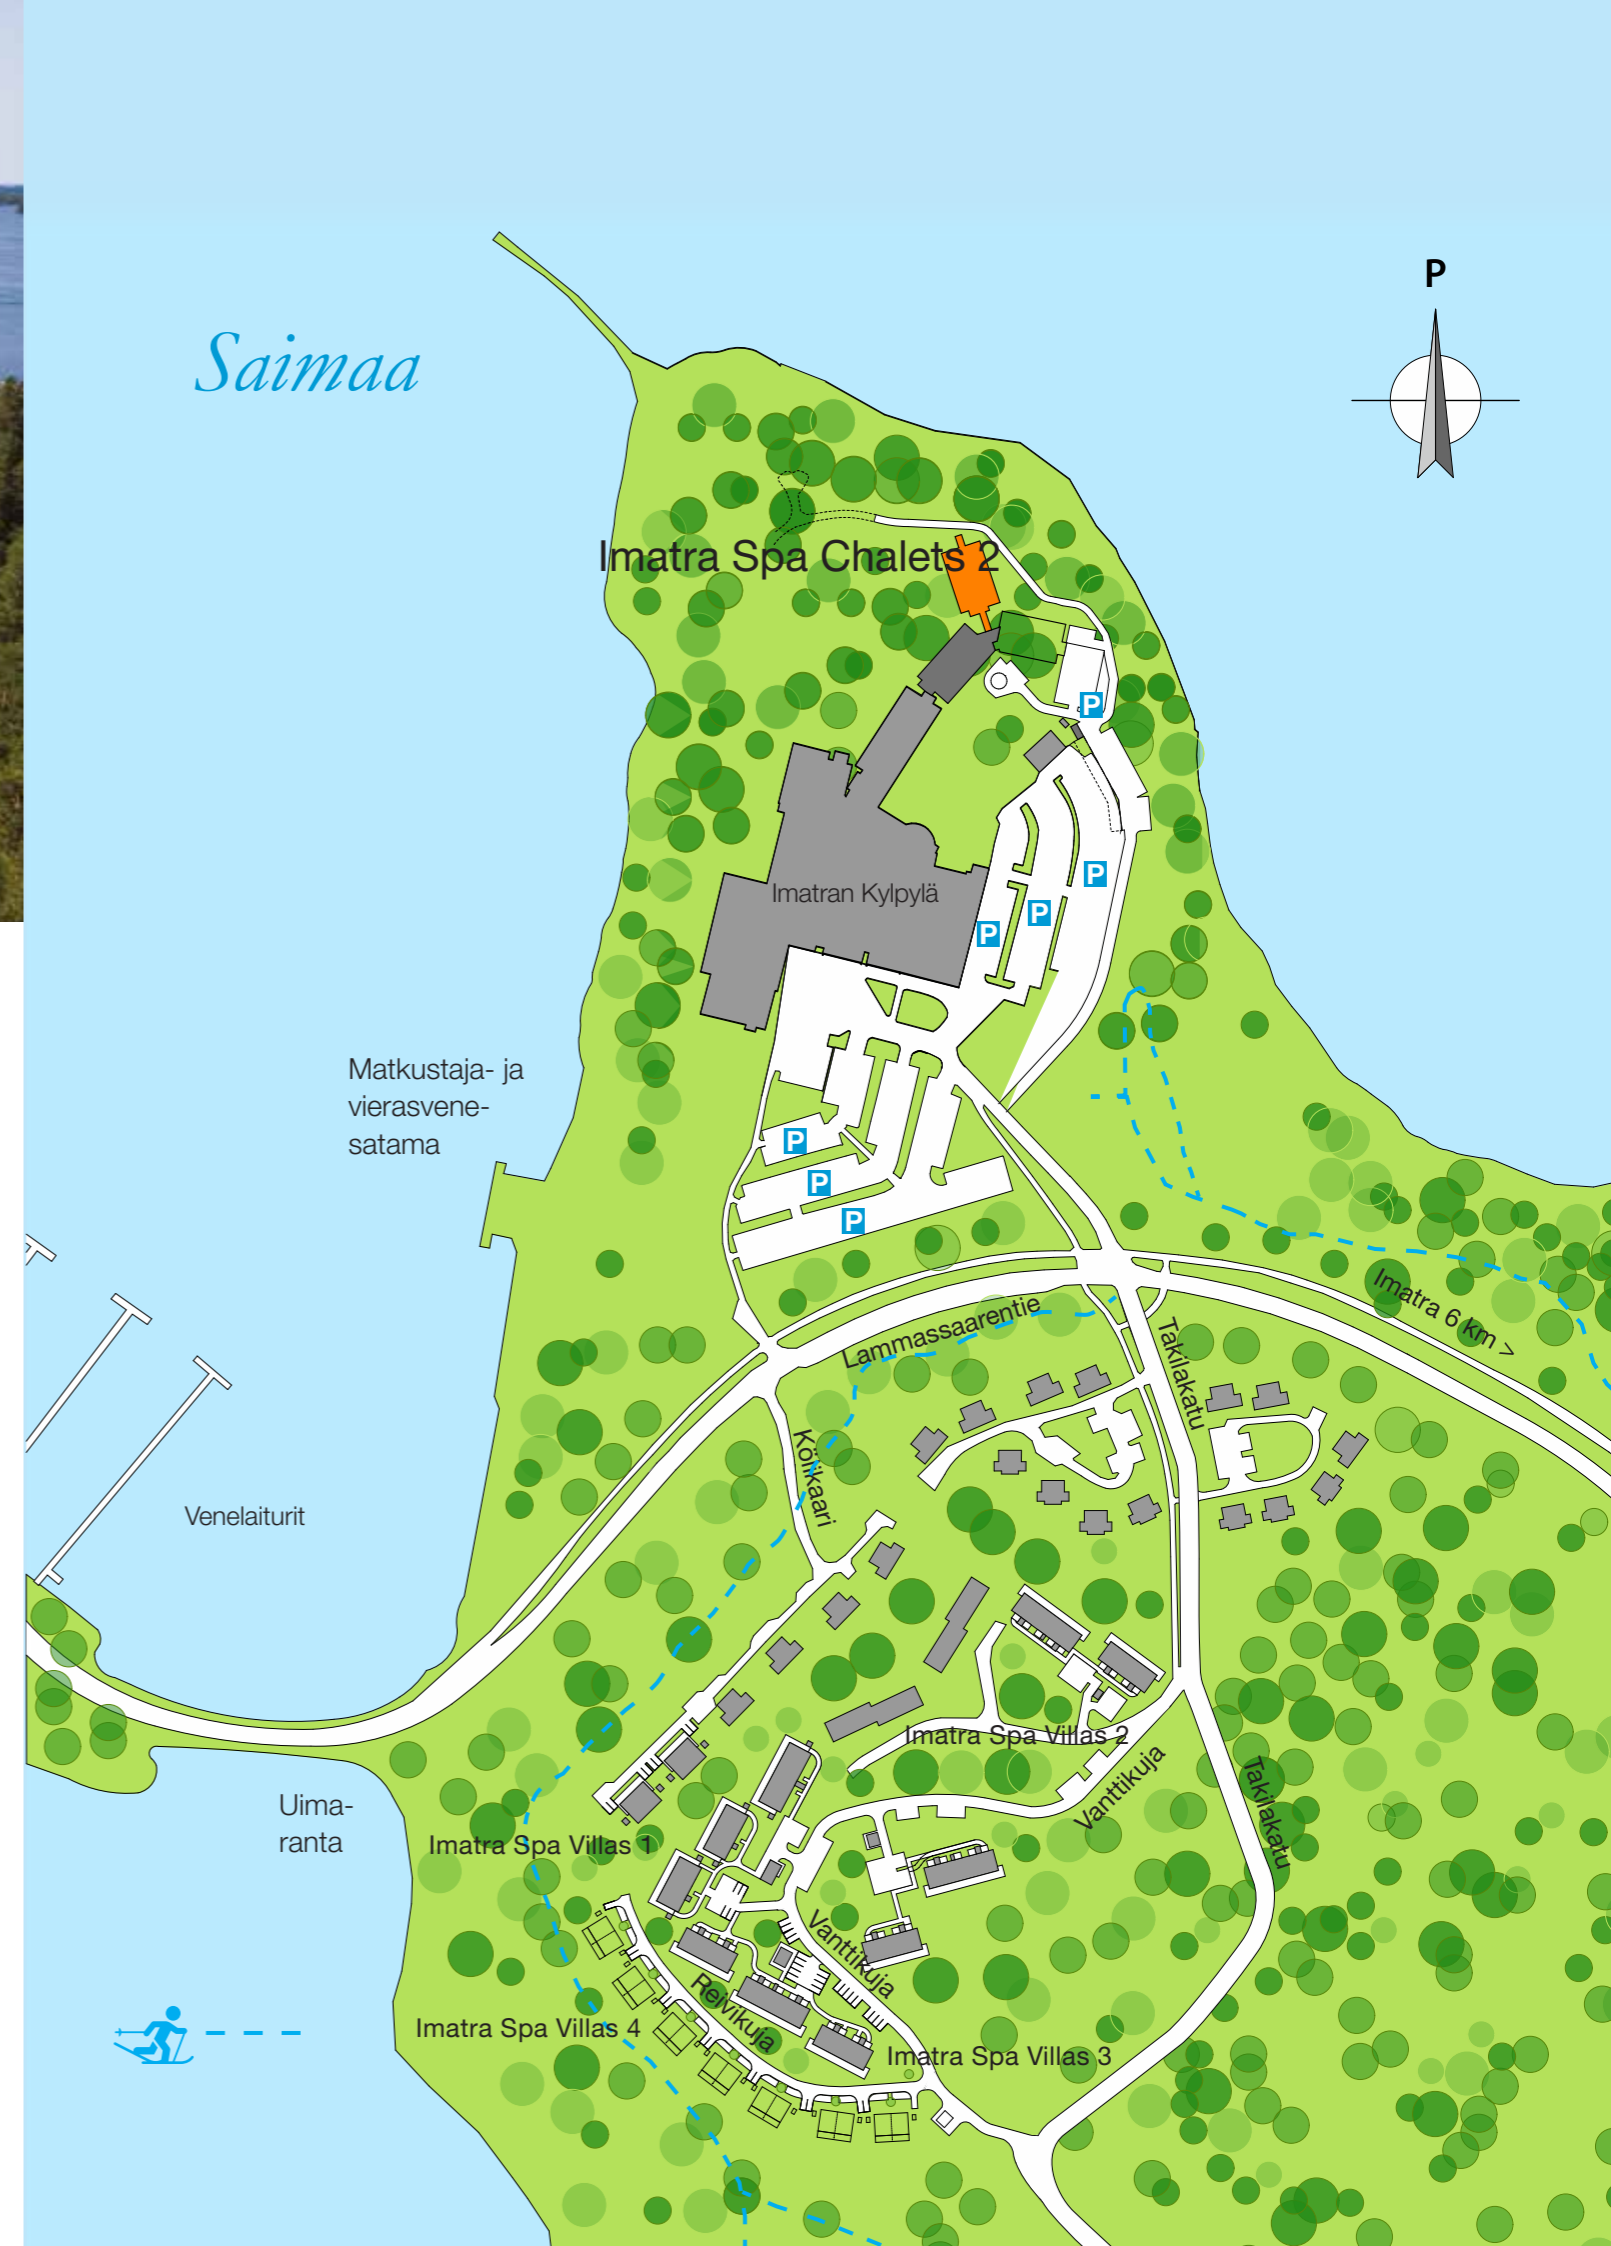 P
Saimaa
Imatra Spa Chalets 2
P
Imatran Kylpylä
P
P
P
Matkustaja- ja
vierasvene-
satama
P
P
P
Imatra 6 km >
Lammassaarentie
Takilakatu
Kölikaari
Venelaiturit
Imatra Spa Villas 2
Vanttikuja
Takilakatu
Uima-
ranta
Imatra Spa Villas 1
Vanttikuja
Reivikuja
Imatra Spa Villas 4
Imatra Spa Villas 3